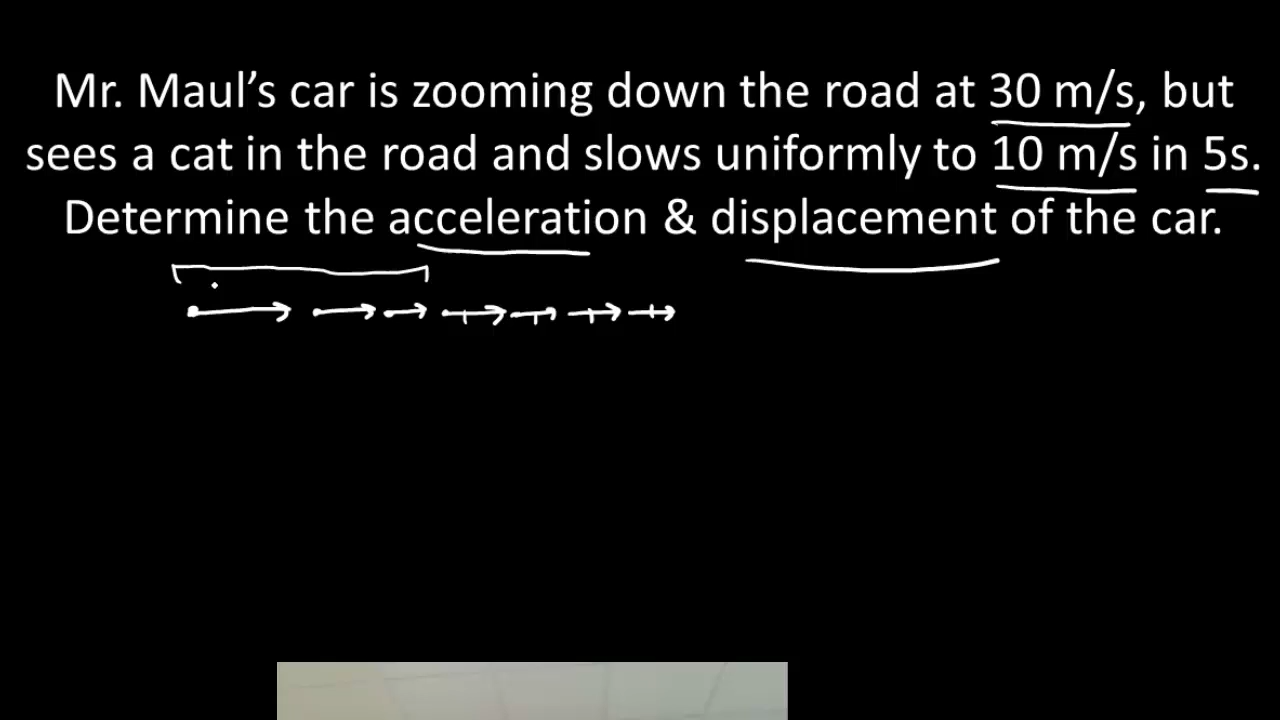 Mr. Maul’s car is zooming down the road at 30 m/s, but
sees a cat in the road and slows uniformly to 10 m/s in 5s.
Determine the acceleration & displacement of the car.